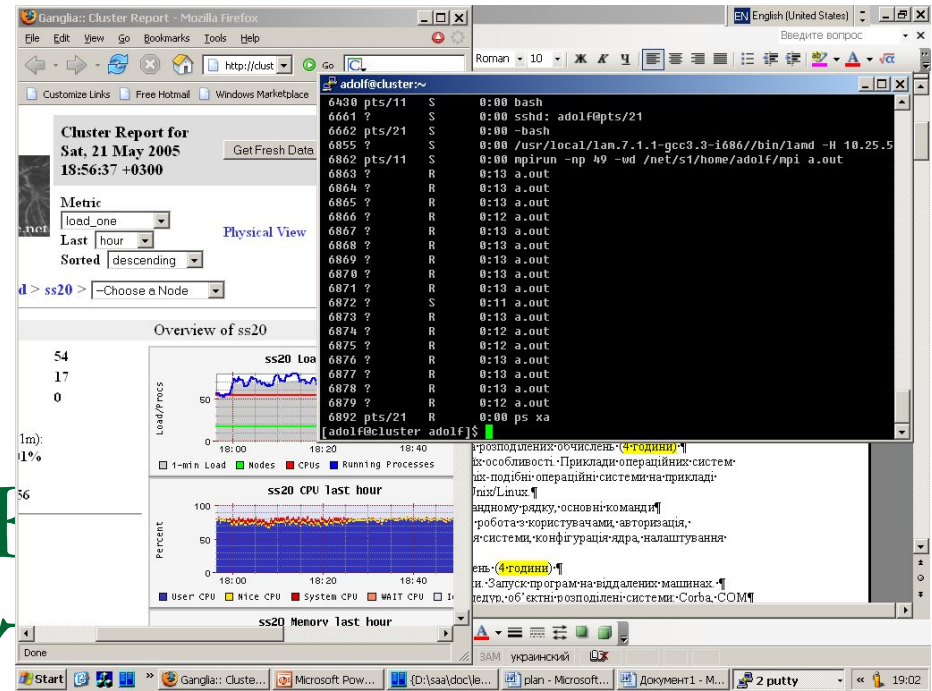 Ganglia:: Cluster Report - Mozilla Firefox
File Edit View Go Bookmarks Tools Help
http://clust
Go
Customize Links Free Hotmail Windows Marketplace
Cluster Report for
Sat, 21 May
2005
18:56:37 +0300
Get Fresh Data
Metric
load_one
Last hour
Sorted descending
Physical View
> ss20 > --Choose a Node
Overview of ss20
54
17
0
1m):
1%
56
ss20 Loa
Load/Procs
50
0
18:00 18:20 18:40
1-min Load Nodes CPUs Running Processes
ss20 CPU last hour
Percent
100
50
0
18:00 18:20 18:40
User CPU Nice CPU System CPU WAIT CPU
ss20 Memory last hour
Done
EN English (United States)
Введите вопрос
Roman 10 Ж К Ч
adolf@cluster:~
6430 pts/11 S 0:00 bash
6661 ? S 0:00 sshd: adolf@pts/21
6662 pts/21 S 0:00 -bash
6855 ? S 0:00 /usr/local/lam.7.1.1-gcc3.3-i686//bin/lamd -H 10.25.5
6862 pts/11 S 0:00 mpirun -np 49 -wd /net/s1/home/adolf/mpi a.out
6863 ? R 0:13 a.out
6864 ? R 0:13 a.out
6865 ? R 0:13 a.out
6866 ? R 0:12 a.out
6867 ? R 0:13 a.out
6868 ? R 0:13 a.out
6869 ? R 0:13 a.out
6870 ? R 0:13 a.out
6871 ? R 0:13 a.out
6872 ? S 0:11 a.out
6873 ? R 0:13 a.out
6874 ? R 0:12 a.out
6875 ? R 0:12 a.out
6876 ? R 0:13 a.out
6877 ? R 0:13 a.out
6878 ? R 0:13 a.out
6879 ? R 0:12 a.out
6892 pts/21 R 0:00 ps xa
[adolf@cluster adolf]$
розподілених обчислень (4 години) ¶
особливості. Приклади операційних систем
подібні операційні системи на прикладі
Unix/Linux. ¶
командному рядку, основні команди¶
робота з користувачами, авторизація,
системи, конфігурація ядра, налаштування
(4 години) ¶
Запуск програм на віддалених машинах. ¶
об'єктні розподілені системи: Corba, COM¶
ЗАМ украинский
Start
Ganglia:: Cluste...
Microsoft Pow...
{D:\saa\doc\le...
plan - Microsoft...
Документ1 - M...
2 putty
19:02